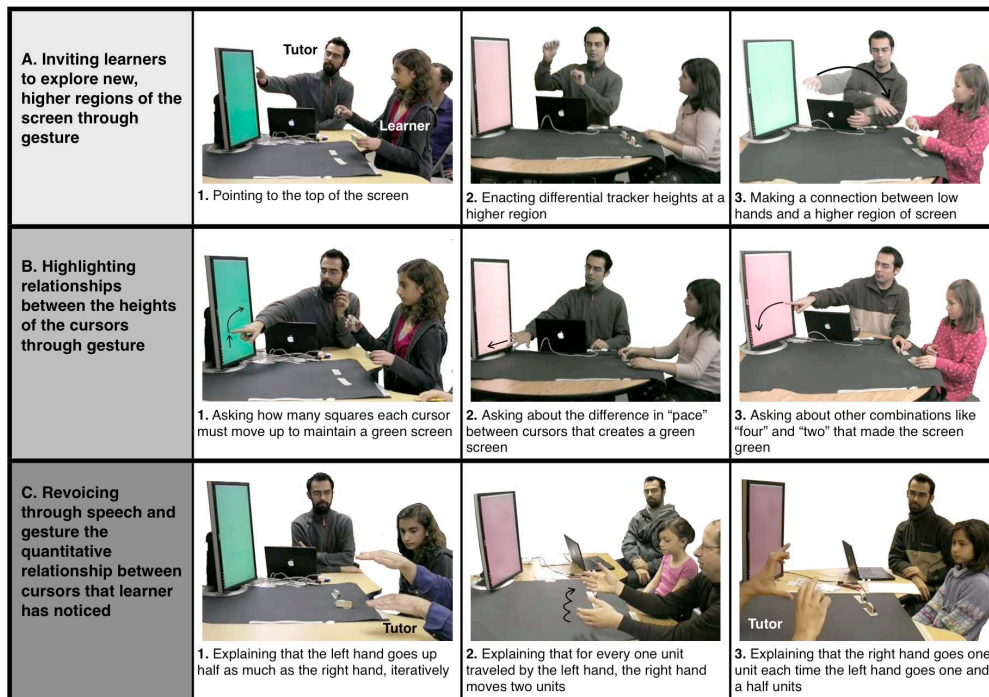 A. Inviting learners
to explore new,
higher regions of the
screen through
gesture
Tutor
Learner
1. Pointing to the top of the screen
2. Enacting differential tracker heights at a
higher region
3. Making a connection between low
hands and a higher region of screen
B. Highlighting
relationships
between the heights
of the cursors
through gesture
1. Asking how many squares each cursor
must move up to maintain a green screen
2. Asking about the difference in “pace”
between cursors that creates a green
screen
3. Asking about other combinations like
“four” and “two” that made the screen
green
C. Revoicing
through speech and
gesture the
quantitative
relationship between
cursors that learner
has noticed
Tutor
1. Explaining that the left hand goes up
half as much as the right hand, iteratively
2. Explaining that for every one unit
traveled by the left hand, the right hand
moves two units
Tutor
3. Explaining that the right hand goes one
unit each time the left hand goes one and
a half units